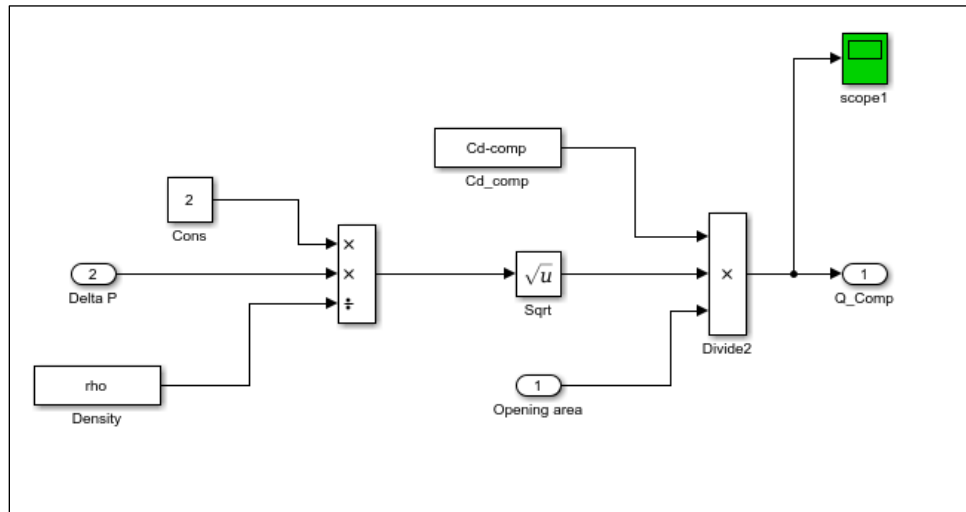 scope1
Cd-comp
Cd_comp
2
Cons
×
2
Delta P
×
√u
Sqrt
×
1
Q_Comp
÷
Divide2
rho
Density
1
Opening area